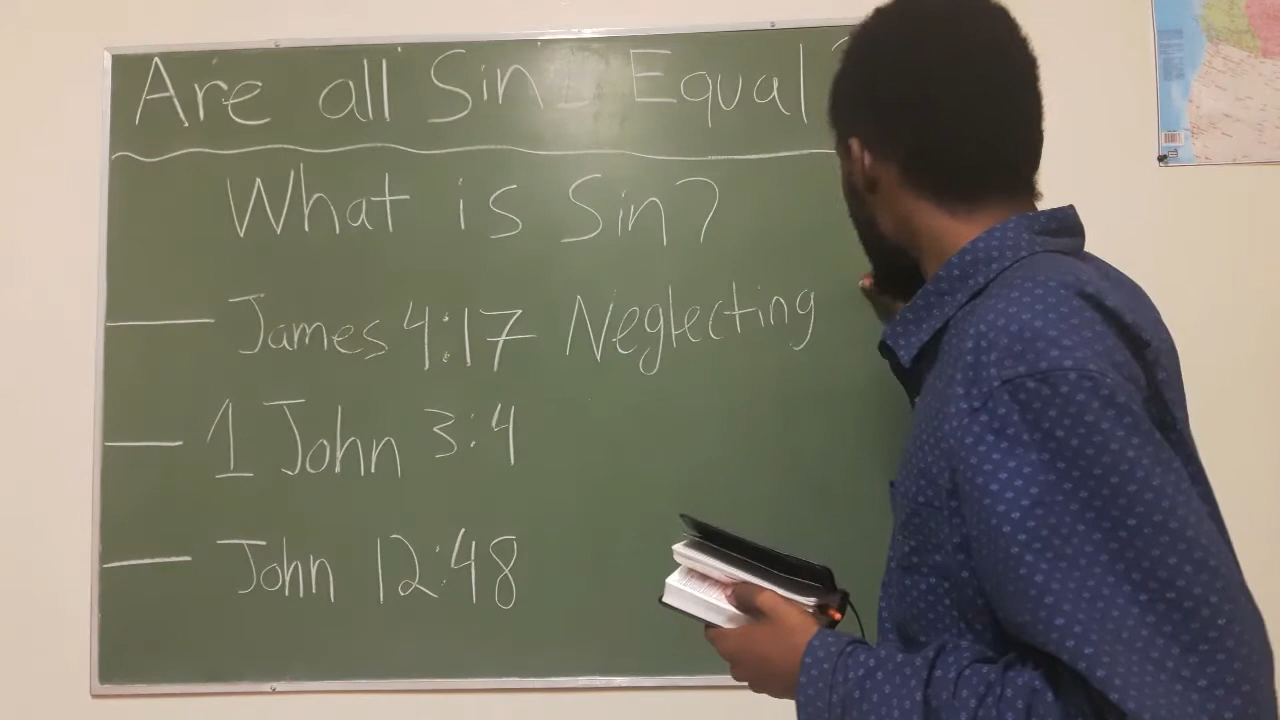 Are all Sins Equal?
What is Sin?
— James 4:17 Neglecting
— 1 John 3:4
— John 12:48